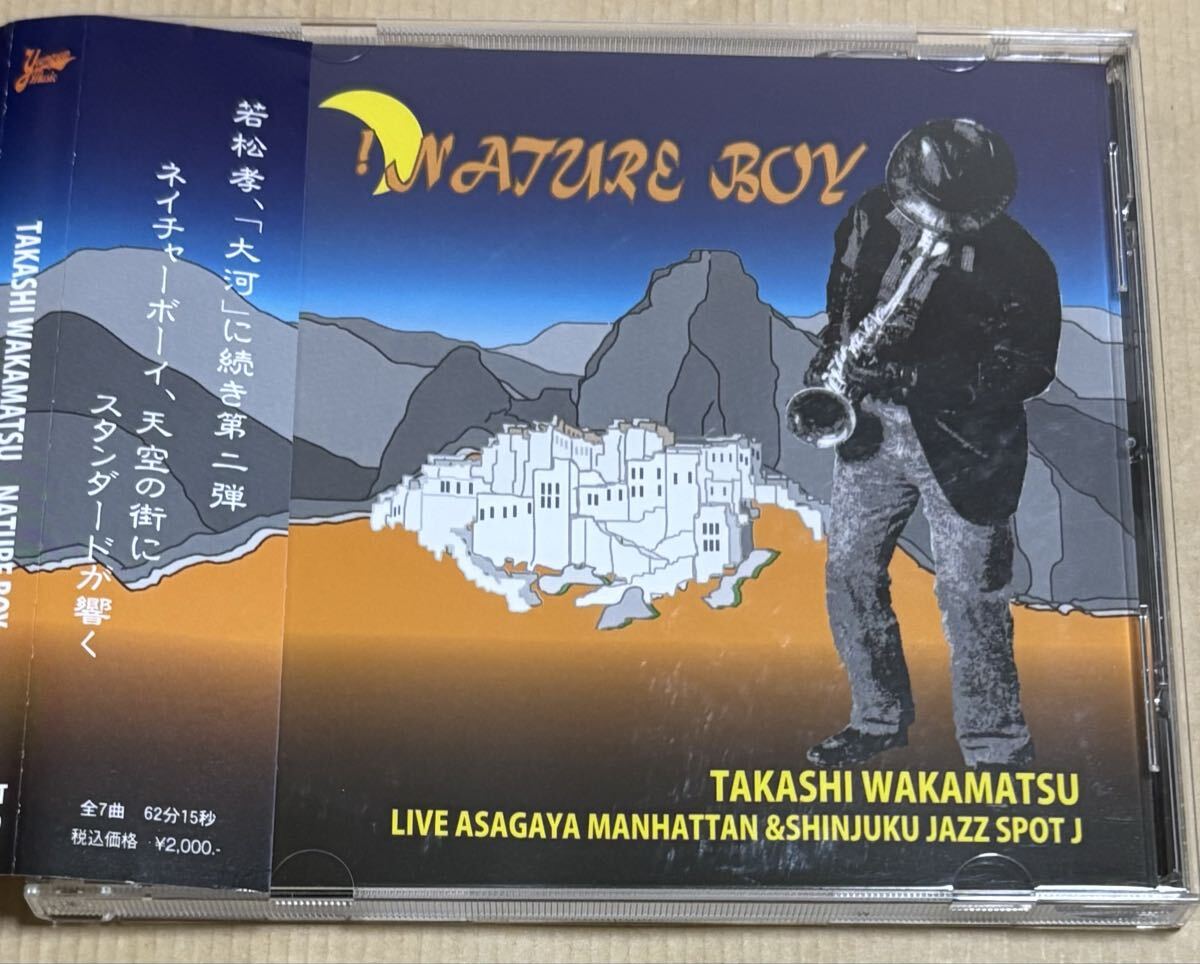 ! NATURE BOY
TAKASHI WAKAMATSU
LIVE ASAGAYA MANHATTAN &SHINJUKU JAZZ SPOT J
若松孝、「大河」に続き第二弾
ネイチャーボーイ、天空の街に
スタンダードが響く
全7曲 62分15秒
税込価格 ¥2,000.-
TAKASHI WAKAMATSU NATURE BOY
Music